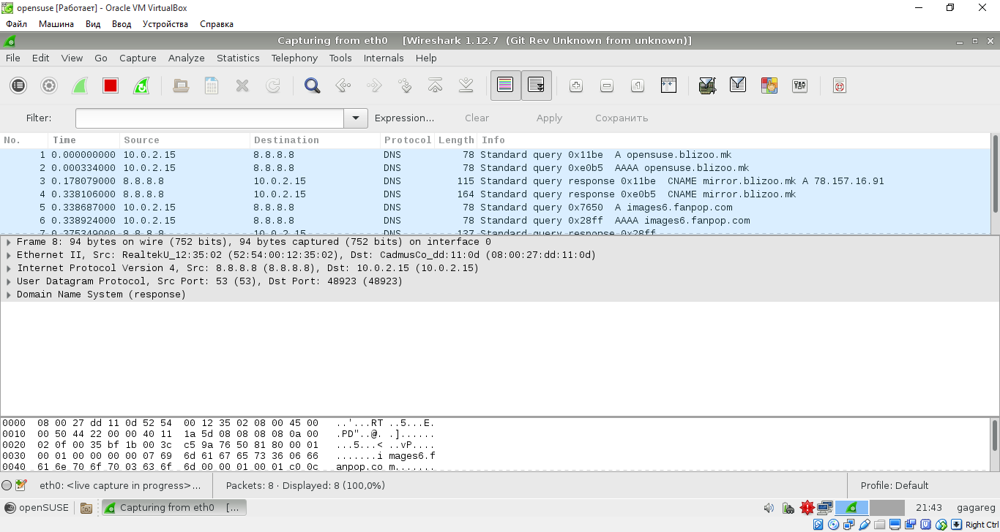 opensuse [Работает] - Oracle VM VirtualBox
Файл Машина Вид Ввод Устройства Справка
Capturing from eth0 [Wireshark 1.12.7 (Git Rev Unknown from unknown)]
File Edit View Go Capture Analyze Statistics Telephony Tools Internals Help
Filter: Expression... Clear Apply Сохранить
No. Time Source Destination Protocol Length Info
1 0.000000000 10.0.2.15 8.8.8.8 DNS 78 Standard query 0x11be A opensuse.blizoo.mk
2 0.000334000 10.0.2.15 8.8.8.8 DNS 78 Standard query 0xe0b5 AAAA opensuse.blizoo.mk
3 0.178079000 8.8.8.8 10.0.2.15 DNS 115 Standard query response 0x11be CNAME mirror.blizoo.mk A 78.157.16.91
4 0.338106000 8.8.8.8 10.0.2.15 DNS 164 Standard query response 0xe0b5 CNAME mirror.blizoo.mk
5 0.338687000 10.0.2.15 8.8.8.8 DNS 78 Standard query 0x7650 A images6.fanpop.com
6 0.338924000 10.0.2.15 8.8.8.8 DNS 78 Standard query 0x28ff AAAA images6.fanpop.com
7 0.375349000 8.8.8.8 10.0.2.15 DNS 137 Standard query response 0x28ff
Frame 8: 94 bytes on wire (752 bits), 94 bytes captured (752 bits) on interface 0
Ethernet II, Src: RealtekU_12:35:02 (52:54:00:12:35:02), Dst: CadmusCo_dd:11:0d (08:00:27:dd:11:0d)
Internet Protocol Version 4, Src: 8.8.8.8 (8.8.8.8), Dst: 10.0.2.15 (10.0.2.15)
User Datagram Protocol, Src Port: 53 (53), Dst Port: 48923 (48923)
Domain Name System (response)
0000 08 00 27 dd 11 0d 52 54 00 12 35 02 08 00 45 00 ..'...RT ..5...E.
0010 00 50 44 22 00 00 40 11 1a 5d 08 08 08 08 0a 00 .PD"..@. .]......
0020 02 0f 00 35 bf 1b 00 3c c5 9a 76 50 81 80 00 01 ...5...< ..vP....
0030 00 01 00 00 00 00 07 69 6d 61 67 65 73 36 06 66 .......i mages6.f
0040 61 6e 70 6f 70 03 63 6f 6d 00 00 01 00 01 c0 0c anpop.co m.......
eth0: <live capture in progress>... Packets: 8 · Displayed: 8 (100,0%) Profile: Default
openSUSE Capturing from eth0 [... 21:43 gagareg
Right Ctrl